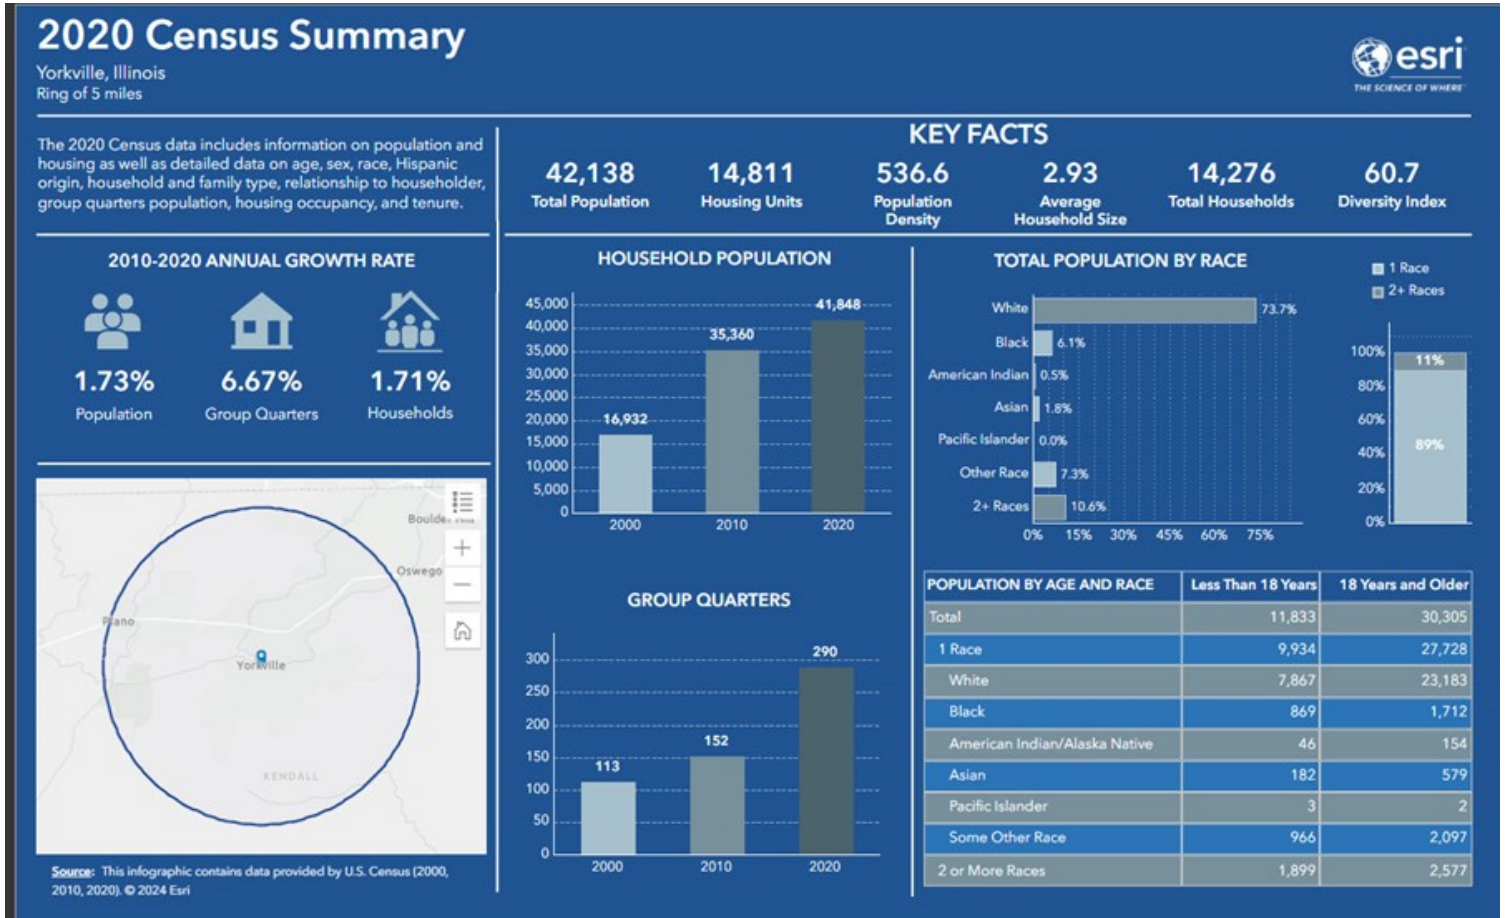 2020 Census Summary
Yorkville, Illinois
Ring of 5 miles
esri
THE SCIENCE OF WHERE
The 2020 Census data includes information on population and
housing as well as detailed data on age, sex, race, Hispanic
origin, household and family type, relationship to householder,
group quarters population, housing occupancy, and tenure.
KEY FACTS
42,138
Total Population
14,811
Housing Units
536.6
Population
Density
2.93
Average
Household Size
14,276
Total Households
60.7
Diversity Index
2010-2020 ANNUAL GROWTH RATE
1.73%
Population
6.67%
Group Quarters
1.71%
Households
Plano
Oswego
Yorkville
KENDALL
Source: This infographic contains data provided by U.S. Census (2000,
2010, 2020). © 2024 Esri
HOUSEHOLD POPULATION
45,000
40,000
35,000
30,000
25,000
20,000
15,000
10,000
5,000
0
16,932
35,360
41,848
2000 2010 2020
GROUP QUARTERS
300
250
200
150
100
50
0
113
152
290
2000 2010 2020
TOTAL POPULATION BY RACE
White 73.7%
Black 6.1%
American Indian 0.5%
Asian 1.8%
Pacific Islander 0.0%
Other Race 7.3%
2+ Races 10.6%
0% 15% 30% 45% 60% 75%
1 Race
2+ Races
100%
80%
60%
40%
20%
0%
11%
89%
POPULATION BY AGE AND RACE Less Than 18 Years 18 Years and Older
Total 11,833 30,305
1 Race 9,934 27,728
White 7,867 23,183
Black 869 1,712
American Indian/Alaska Native 46 154
Asian 182 579
Pacific Islander 3 2
Some Other Race 966 2,097
2 or More Races 1,899 2,577